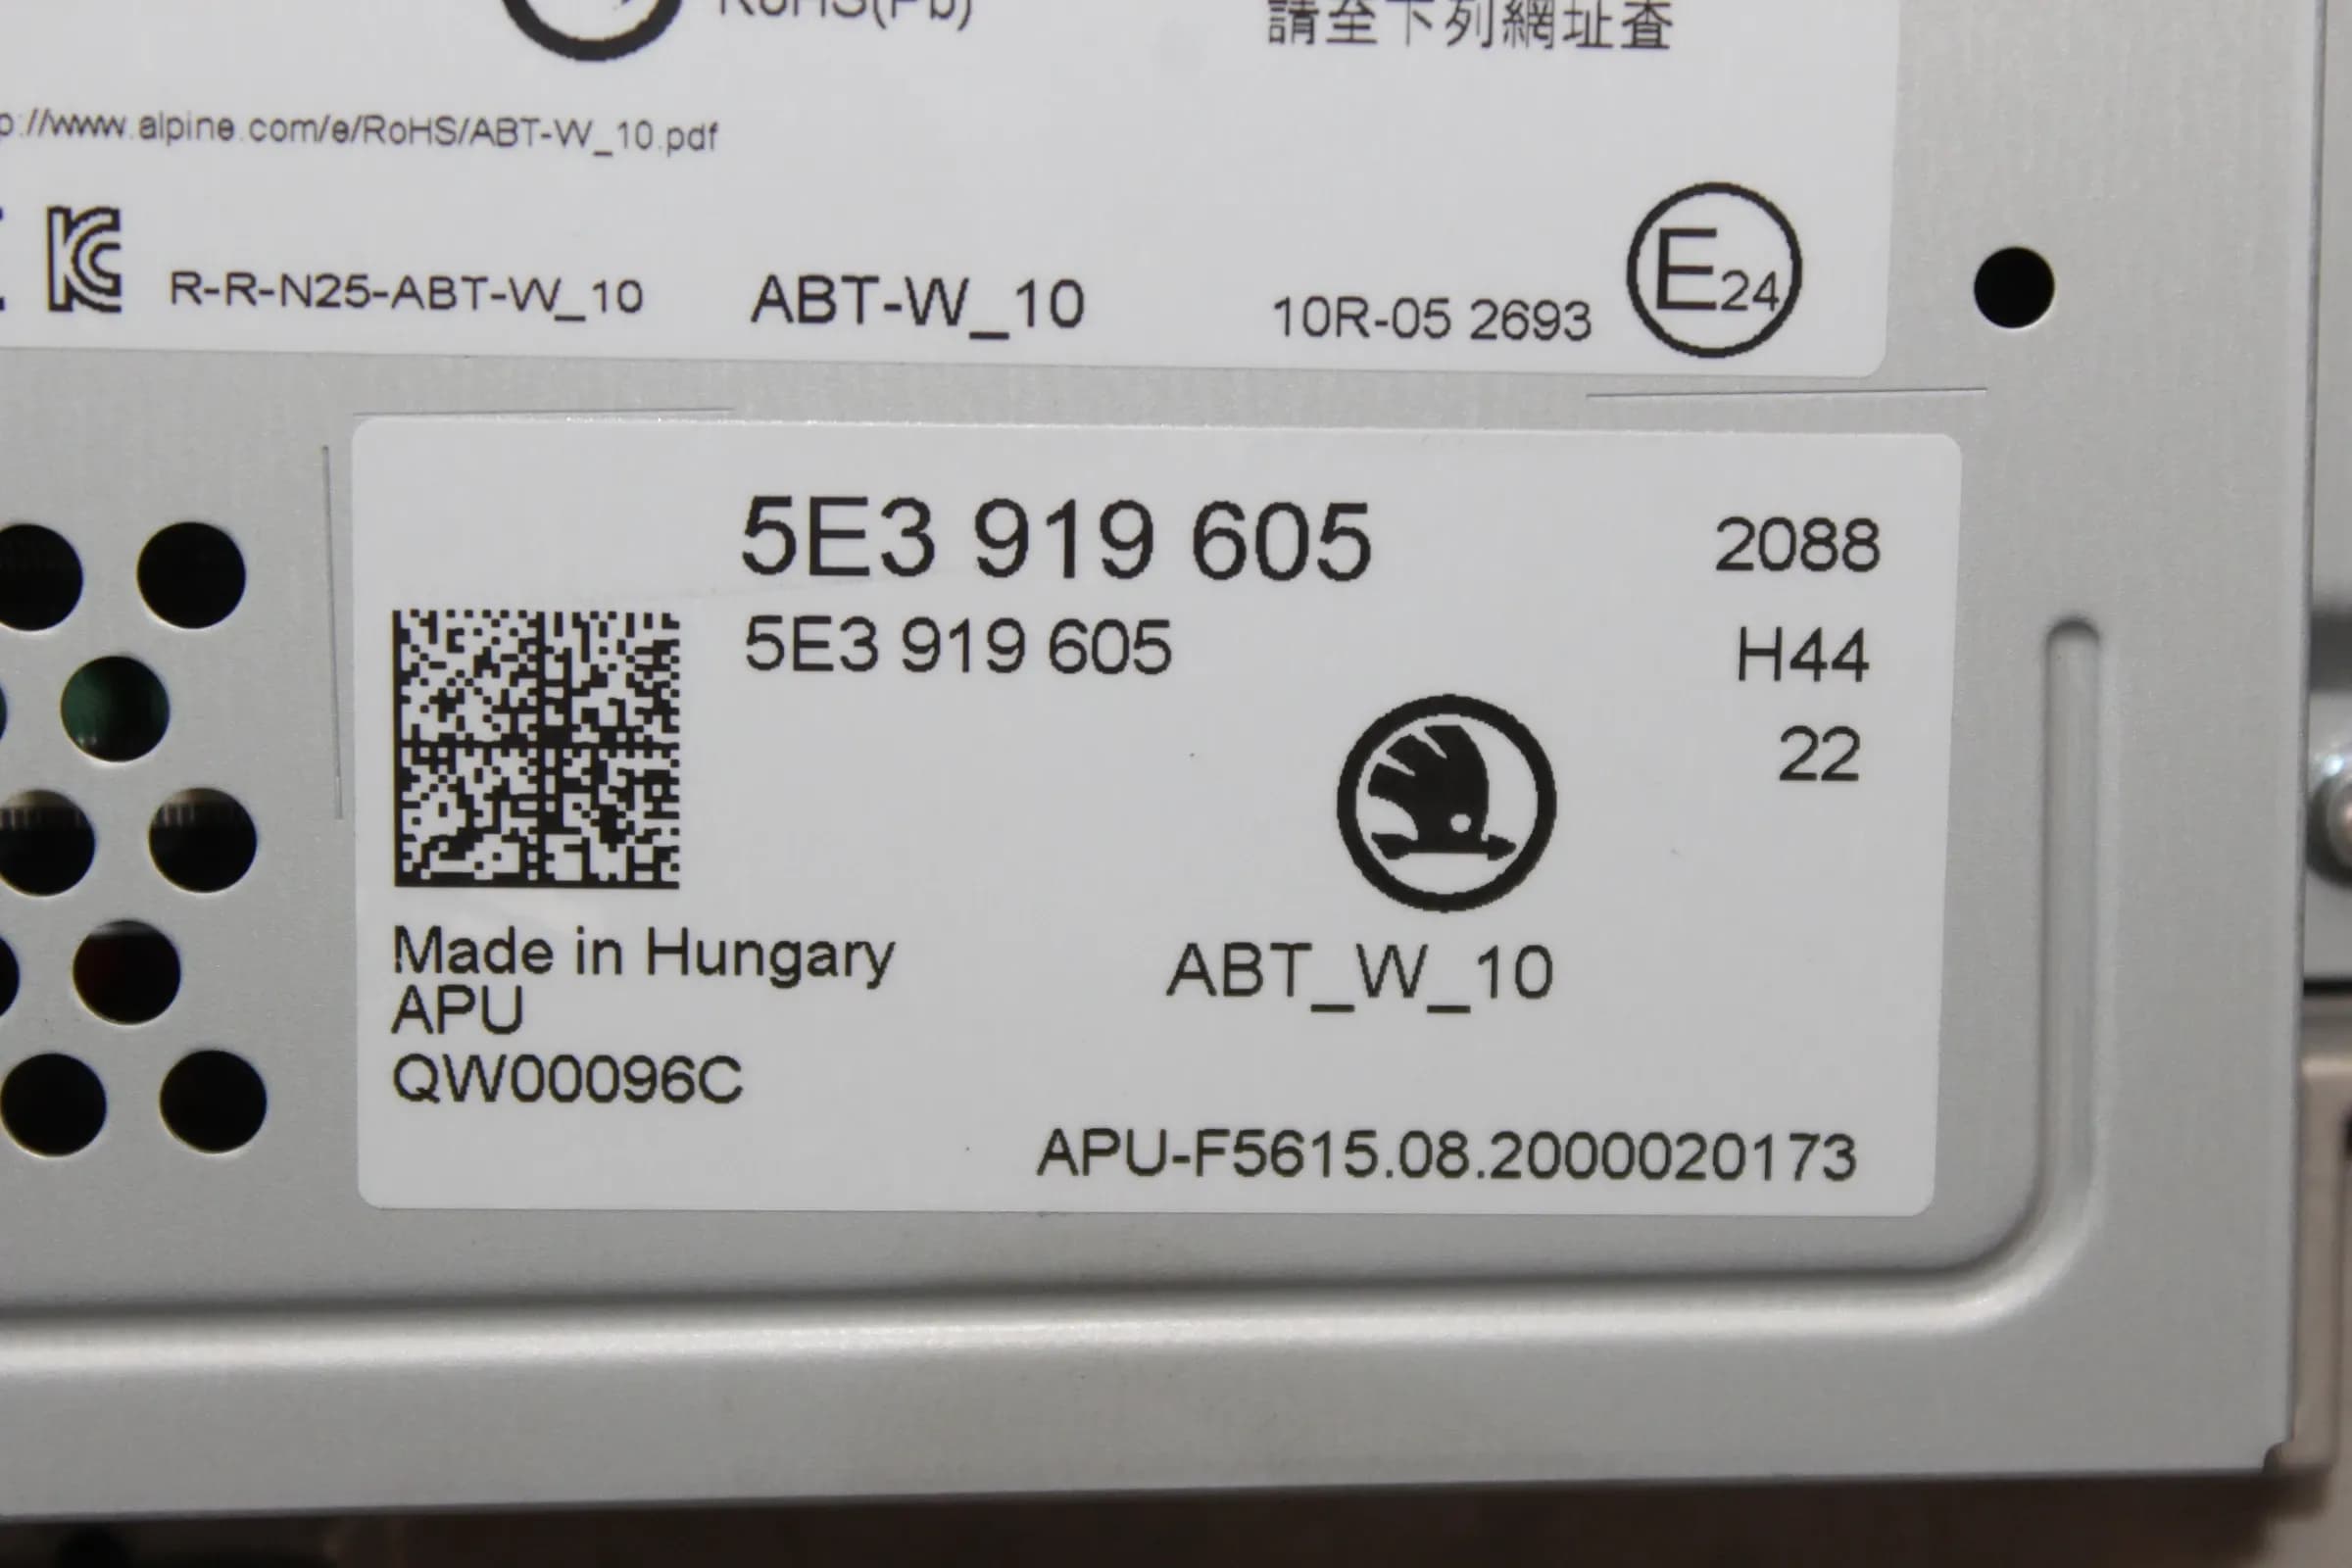 RoHS(Pb)
請至下列網址查
p://www.alpine.com/e/RoHS/ABT-W_10.pdf
R-R-N25-ABT-W_10
ABT-W_10
10R-05 2693
E24
5E3 919 605
2088
5E3 919 605
H44
22
Made in Hungary
APU
QW00096C
ABT_W_10
APU-F5615.08.2000020173